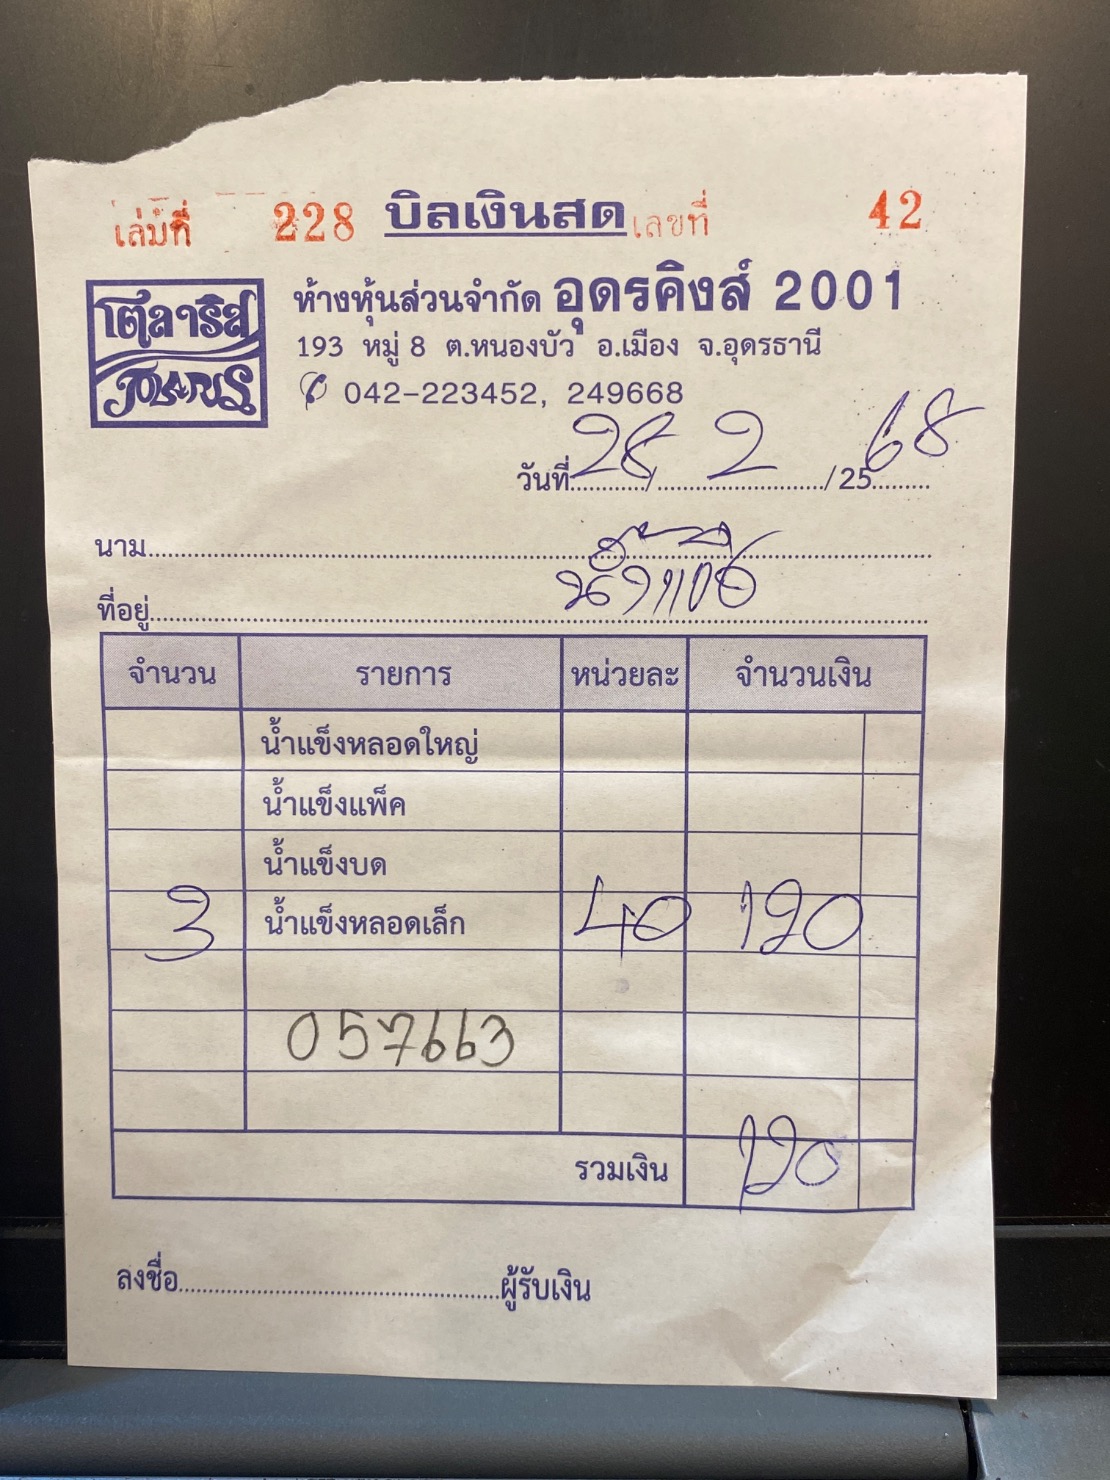 เล่มที่ 228 บิลเงินสด เลขที่ 42
โตลาริส
POLARIS
ห้างหุ้นส่วนจำกัด อุดรคิงส์ 2001
193 หมู่ 8 ต.หนองบัว อ.เมือง จ.อุดรธานี
042-223452, 249668
วันที่ 28 / 2 / 2568
นาม
น้ำแข็ง
ที่อยู่
จำนวน รายการ หน่วยละ จำนวนเงิน
น้ำแข็งหลอดใหญ่
น้ำแข็งแพ็ค
น้ำแข็งบด
3 น้ำแข็งหลอดเล็ก 40 120
057663
รวมเงิน 120
ลงชื่อ ผู้รับเงิน